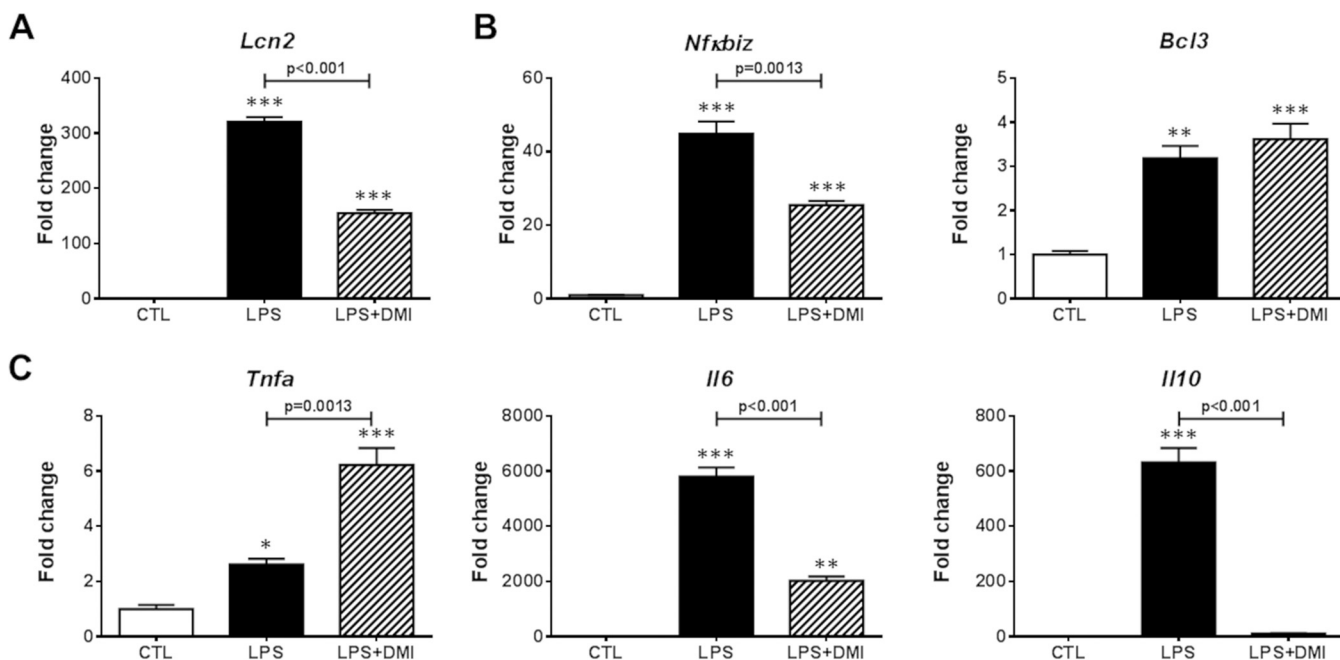 A
Lcn2
p<0.001
400
300
200
100
0
Fold change
***
***
CTL
LPS
LPS+DMI
B
Nfκbiz
p=0.0013
60
40
20
0
Fold change
***
***
CTL
LPS
LPS+DMI
Bcl3
5
4
3
2
1
0
Fold change
**
***
CTL
LPS
LPS+DMI
C
Tnfa
p=0.0013
8
6
4
2
0
Fold change
*
***
CTL
LPS
LPS+DMI
Il6
p<0.001
8000
6000
4000
2000
0
Fold change
***
**
CTL
LPS
LPS+DMI
Il10
p<0.001
800
600
400
200
0
Fold change
***
CTL
LPS
LPS+DMI